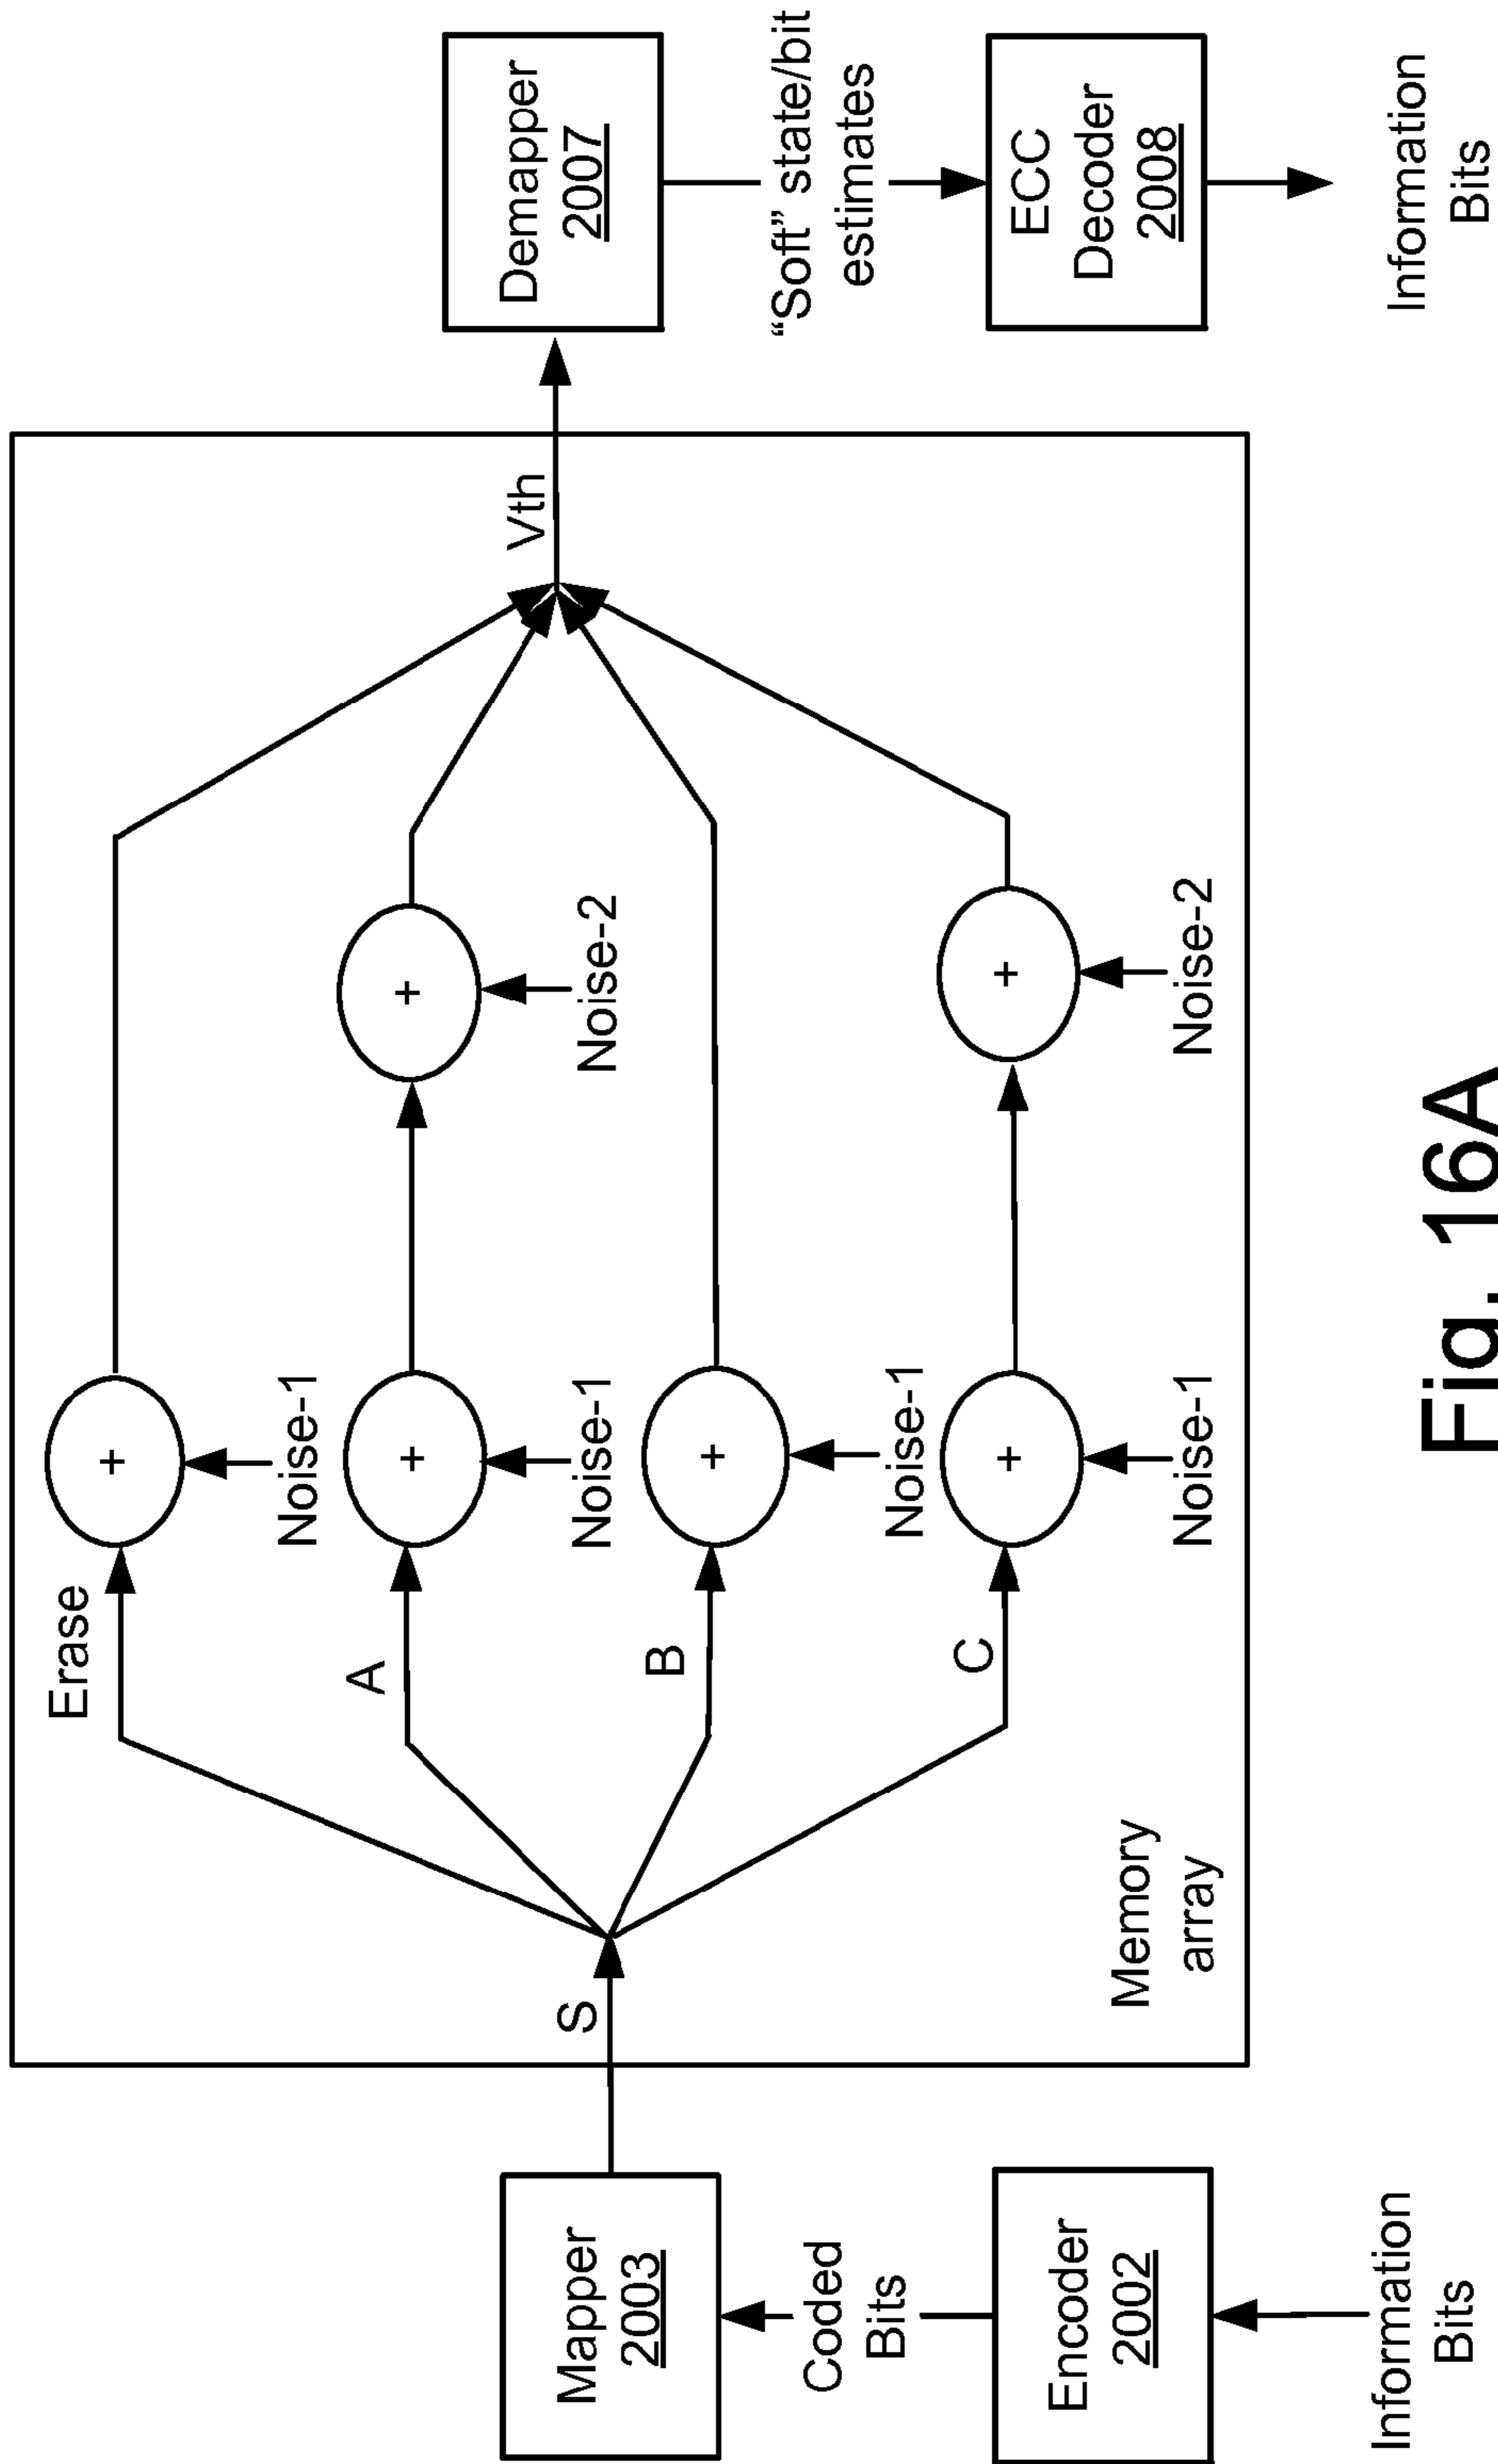 Information
Bits
Encoder
2002
Coded
Bits
Mapper
2003
S
Memory
array
Erase
A
B
C
+
Noise-1
+
Noise-1
+
Noise-1
+
Noise-1
+
Noise-2
+
Noise-2
Vth
Demapper
2007
“Soft” state/bit
estimates
ECC
Decoder
2008
Information
Bits
Fig. 16A